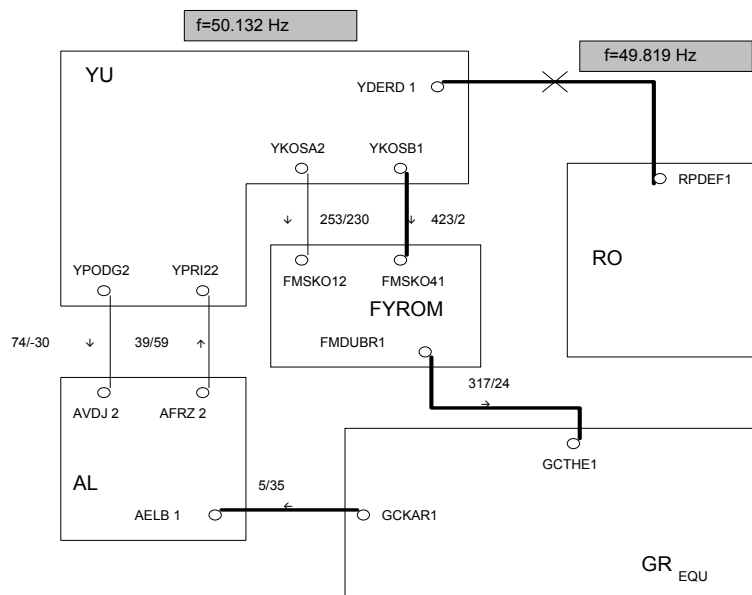 f=50.132 Hz
f=49.819 Hz
YU
YDERD 1
YKOSA2
YKOSB1
RPDEF1
253/230
423/2
RO
YPODG2
YPRI22
FMSKO12
FMSKO41
FYROM
FMDUBR1
74/-30
39/59
317/24
AVDJ 2
AFRZ 2
GCTHE1
AL
5/35
AELB 1
GCKAR1
GR EQU